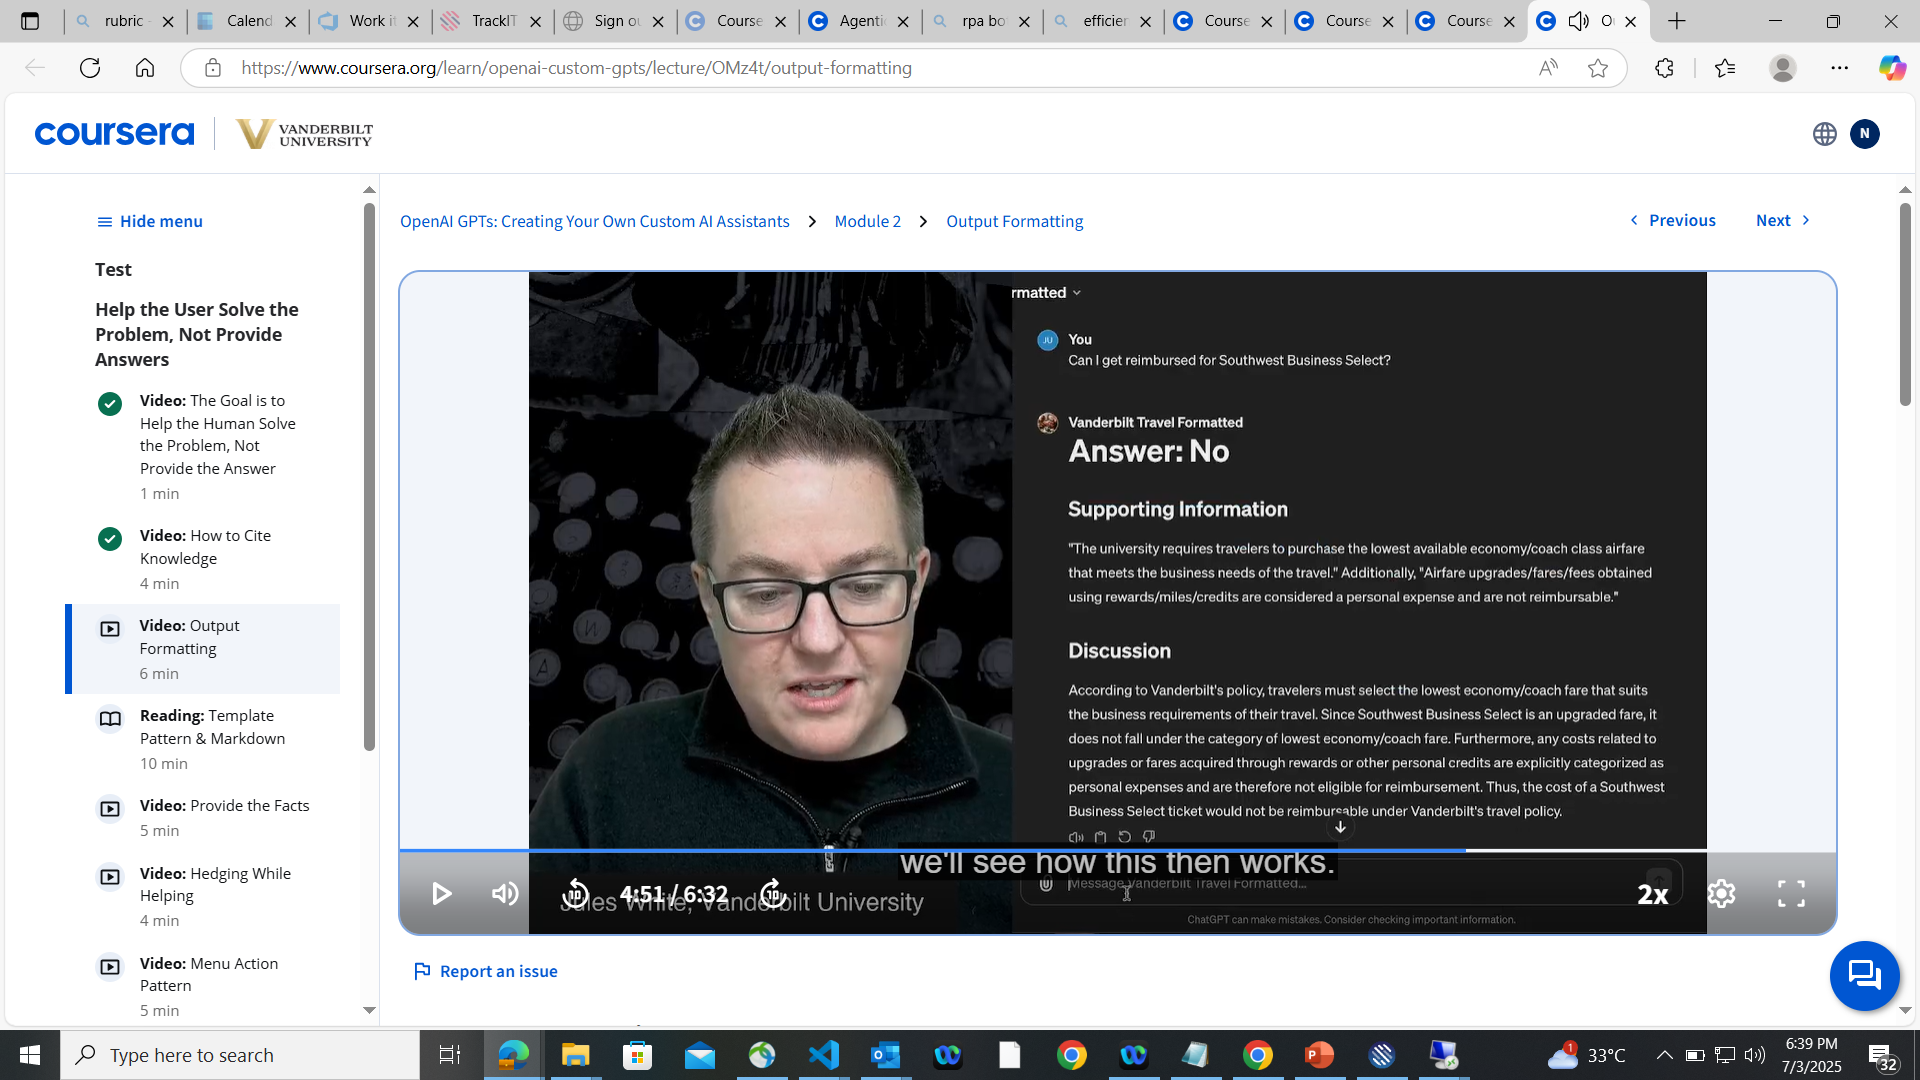 rubric
Calend
Work it
TrackIT
Sign ou
Course
Agenti
rpa bo
efficien
Course
Course
Course
Ou
https://www.coursera.org/learn/openai-custom-gpts/lecture/OMz4t/output-formatting
coursera
VANDERBILT
UNIVERSITY
N
Hide menu
Test
Help the User Solve the
Problem, Not Provide
Answers
Video: The Goal is to
Help the Human Solve
the Problem, Not
Provide the Answer
1 min
Video: How to Cite
Knowledge
4 min
Video: Output
Formatting
6 min
Reading: Template
Pattern & Markdown
10 min
Video: Provide the Facts
5 min
Video: Hedging While
Helping
4 min
Video: Menu Action
Pattern
5 min
OpenAI GPTs: Creating Your Own Custom AI Assistants
Module 2
Output Formatting
Previous
Next
rmatted
JU
You
Can I get reimbursed for Southwest Business Select?
Vanderbilt Travel Formatted
Answer: No
Supporting Information
"The university requires travelers to purchase the lowest available economy/coach class airfare
that meets the business needs of the travel." Additionally, "Airfare upgrades/fares/fees obtained
using rewards/miles/credits are considered a personal expense and are not reimbursable."
Discussion
According to Vanderbilt's policy, travelers must select the lowest economy/coach fare that suits
the business requirements of their travel. Since Southwest Business Select is an upgraded fare, it
does not fall under the category of lowest economy/coach fare. Furthermore, any costs related to
upgrades or fares acquired through rewards or other personal credits are explicitly categorized as
personal expenses and are therefore not eligible for reimbursement. Thus, the cost of a Southwest
Business Select ticket would not be reimbursable under Vanderbilt's travel policy.
we'll see how this then works.
Message Vanderbilt Travel Formatted...
10
4:51 / 6:32
10
2x
Jules White, Vanderbilt University
ChatGPT can make mistakes. Consider checking important information.
Report an issue
Type here to search
1
33°C
6:39 PM
7/3/2025
32